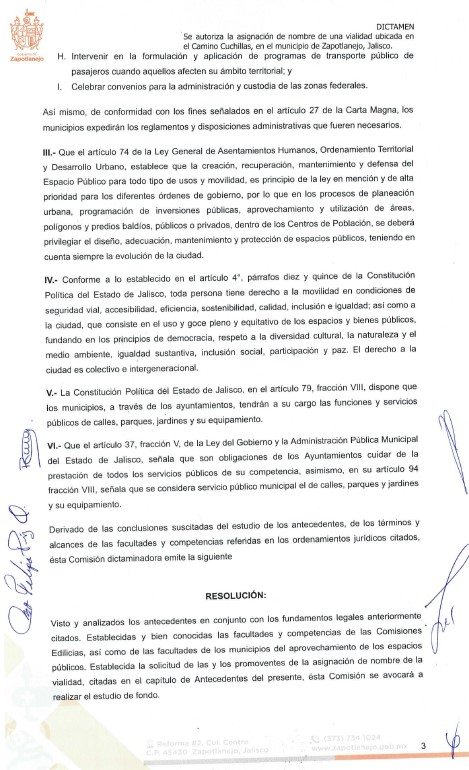 DICTAMEN
Se autoriza la asignación de nombre de una vialidad ubicada en
el Camino Cuchillas, en el municipio de Zapotlanejo, Jalisco.
Zapotlanejo
H. Intervenir en la formulación y aplicación de programas de transporte público de
pasajeros cuando aquellos afecten su ámbito territorial; y
I. Celebrar convenios para la administración y custodia de las zonas federales.
Así mismo, de conformidad con los fines señalados en el artículo 27 de la Carta Magna, los
municipios expedirán los reglamentos y disposiciones administrativas que fueren necesarios.
III.- Que el artículo 74 de la Ley General de Asentamientos Humanos, Ordenamiento Territorial
y Desarrollo Urbano, establece que la creación, recuperación, mantenimiento y defensa del
Espacio Público para todo tipo de usos y movilidad, es principio de la ley en mención y de alta
prioridad para los diferentes órdenes de gobierno, por lo que en los procesos de planeación
urbana, programación de inversiones públicas, aprovechamiento y utilización de áreas,
polígonos y predios baldíos, públicos o privados, dentro de los Centros de Población, se deberá
privilegiar el diseño, adecuación, mantenimiento y protección de espacios públicos, teniendo en
cuenta siempre la evolución de la ciudad.
IV.- Conforme a lo establecido en el artículo 4°, párrafos diez y quince de la Constitución
Política del Estado de Jalisco, toda persona tiene derecho a la movilidad en condiciones de
seguridad vial, accesibilidad, eficiencia, sostenibilidad, calidad, inclusión e igualdad; así como a
la ciudad, que consiste en el uso y goce pleno y equitativo de los espacios y bienes públicos,
fundando en los principios de democracia, respeto a la diversidad cultural, la naturaleza y el
medio ambiente, igualdad sustantiva, inclusión social, participación y paz. El derecho a la
ciudad es colectivo e intergeneracional.
V.- La Constitución Política del Estado de Jalisco, en el artículo 79, fracción VIII, dispone que
los municipios, a través de los ayuntamientos, tendrán a su cargo las funciones y servicios
públicos de calles, parques, jardines y su equipamiento.
VI.- Que el artículo 37, fracción V, de la Ley del Gobierno y la Administración Pública Municipal
del Estado de Jalisco, señala que son obligaciones de los Ayuntamientos cuidar de la
prestación de todos los servicios públicos de su competencia, asimismo, en su artículo 94
fracción VIII, señala que se considera servicio público municipal el de calles, parques y jardines
y su equipamiento.
Derivado de las conclusiones suscitadas del estudio de los antecedentes, de los términos y
alcances de las facultades y competencias referidas en los ordenamientos jurídicos citados,
ésta Comisión dictaminadora emite la siguiente
RESOLUCIÓN:
Visto y analizados los antecedentes en conjunto con los fundamentos legales anteriormente
citados. Establecidas y bien conocidas las facultades y competencias de las Comisiones
Edilicias, así como de las facultades de los municipios del aprovechamiento de los espacios
públicos. Establecida la solicitud de las y los promoventes de la asignación de nombre de la
vialidad, citadas en el capítulo de Antecedentes del presente, ésta Comisión se avocará a
realizar el estudio de fondo.
Reforma #2, Col. Centro
C.P. 45430 Zapotlanejo, Jalisco
(373) 734 1024
www.zapotlanejo.gob.mx
3